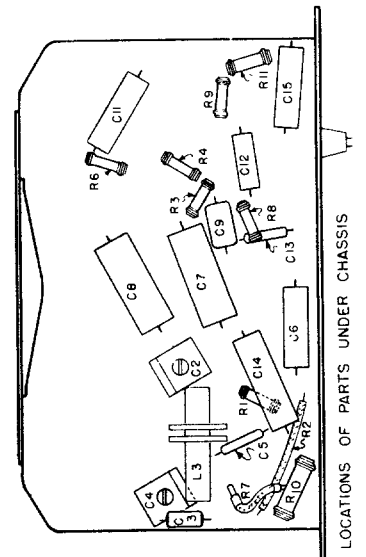 C11
R6
R4
R3
R9
R11
C15
C12
C9
R8
C13
C8
C7
C2
C6
C14
R1
L3
C5
R2
C4
C3
R7
R10
LOCATIONS OF PARTS UNDER CHASSIS